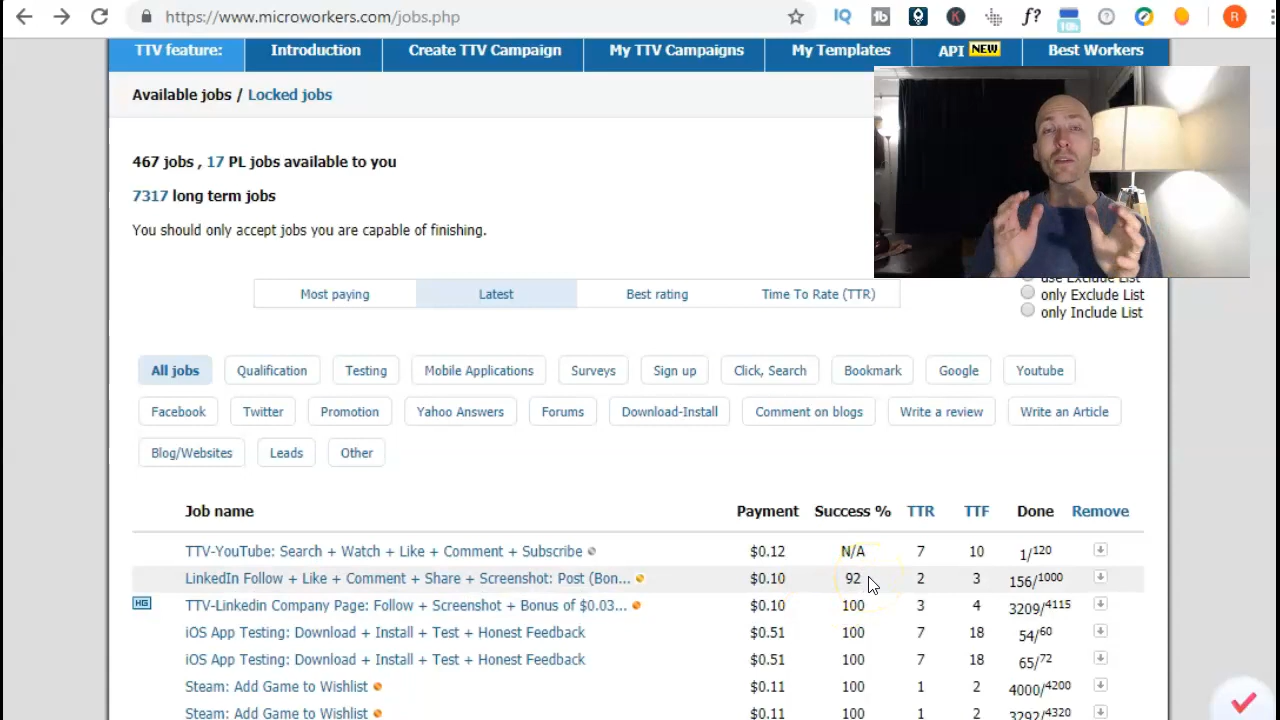 https://www.microworkers.com/jobs.php
IQ
tb
K
f?
10h
R
TTV feature: Introduction Create TTV Campaign My TTV Campaigns My Templates API NEW Best Workers
Available jobs / Locked jobs
467 jobs , 17 PL jobs available to you
7317 long term jobs
You should only accept jobs you are capable of finishing.
use Exclude List
Most paying Latest Best rating Time To Rate (TTR)
only Exclude List
only Include List
All jobs Qualification Testing Mobile Applications Surveys Sign up Click, Search Bookmark Google Youtube
Facebook Twitter Promotion Yahoo Answers Forums Download-Install Comment on blogs Write a review Write an Article
Blog/Websites Leads Other
Job name Payment Success % TTR TTF Done Remove
TTV-YouTube: Search + Watch + Like + Comment + Subscribe $0.12 N/A 7 10 1/120
LinkedIn Follow + Like + Comment + Share + Screenshot: Post (Bon... $0.10 92 2 3 156/1000
HG TTV-Linkedin Company Page: Follow + Screenshot + Bonus of $0.03... $0.10 100 3 4 3209/4115
iOS App Testing: Download + Install + Test + Honest Feedback $0.51 100 7 18 54/60
iOS App Testing: Download + Install + Test + Honest Feedback $0.51 100 7 18 65/72
Steam: Add Game to Wishlist $0.11 100 1 2 4000/4200
Steam: Add Game to Wishlist $0.11 100 1 2 3292/4320